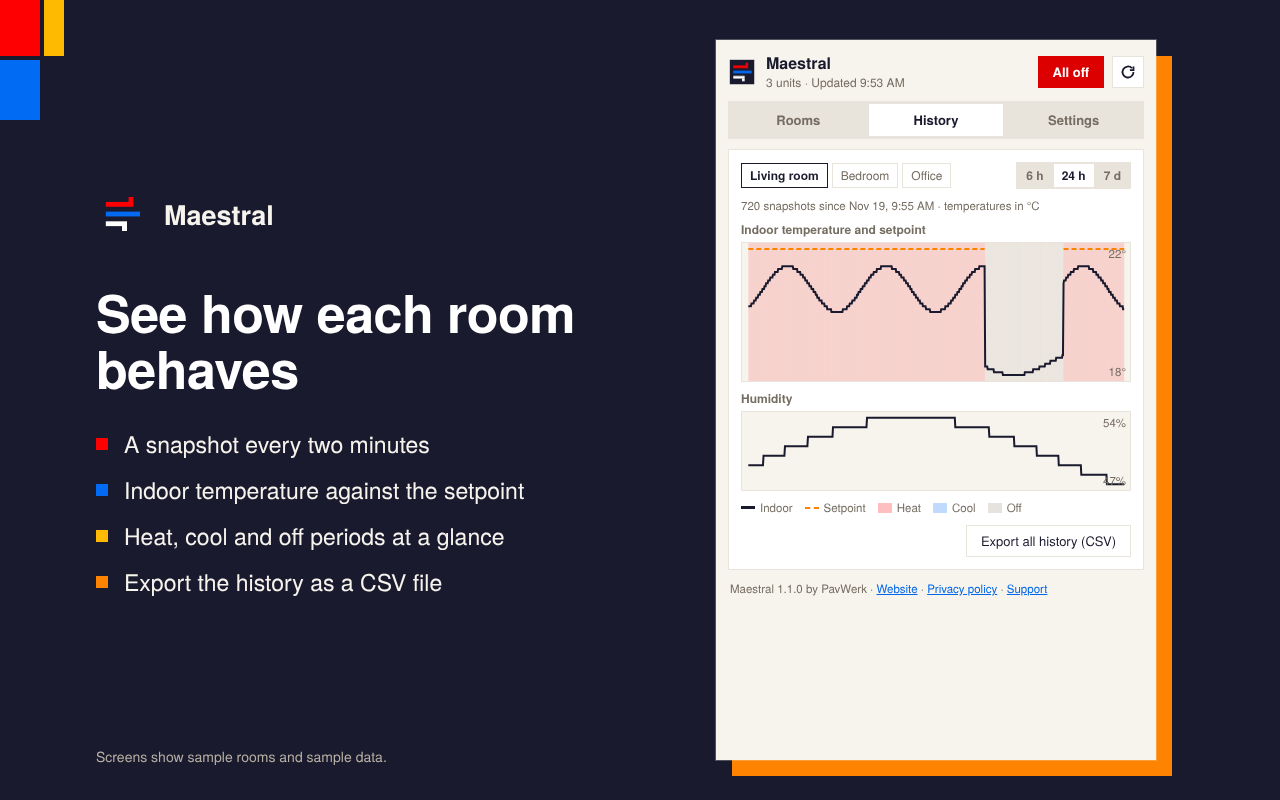 Maestral
See how each room
behaves
A snapshot every two minutes
Indoor temperature against the setpoint
Heat, cool and off periods at a glance
Export the history as a CSV file
Screens show sample rooms and sample data.
Maestral
3 units · Updated 9:53 AM
All off
Rooms History Settings
Living room Bedroom Office 6 h 24 h 7 d
720 snapshots since Nov 19, 9:55 AM · temperatures in °C
Indoor temperature and setpoint
22°
18°
Humidity
54%
47%
Indoor Setpoint Heat Cool Off
Export all history (CSV)
Maestral 1.1.0 by PavWerk · Website · Privacy policy · Support